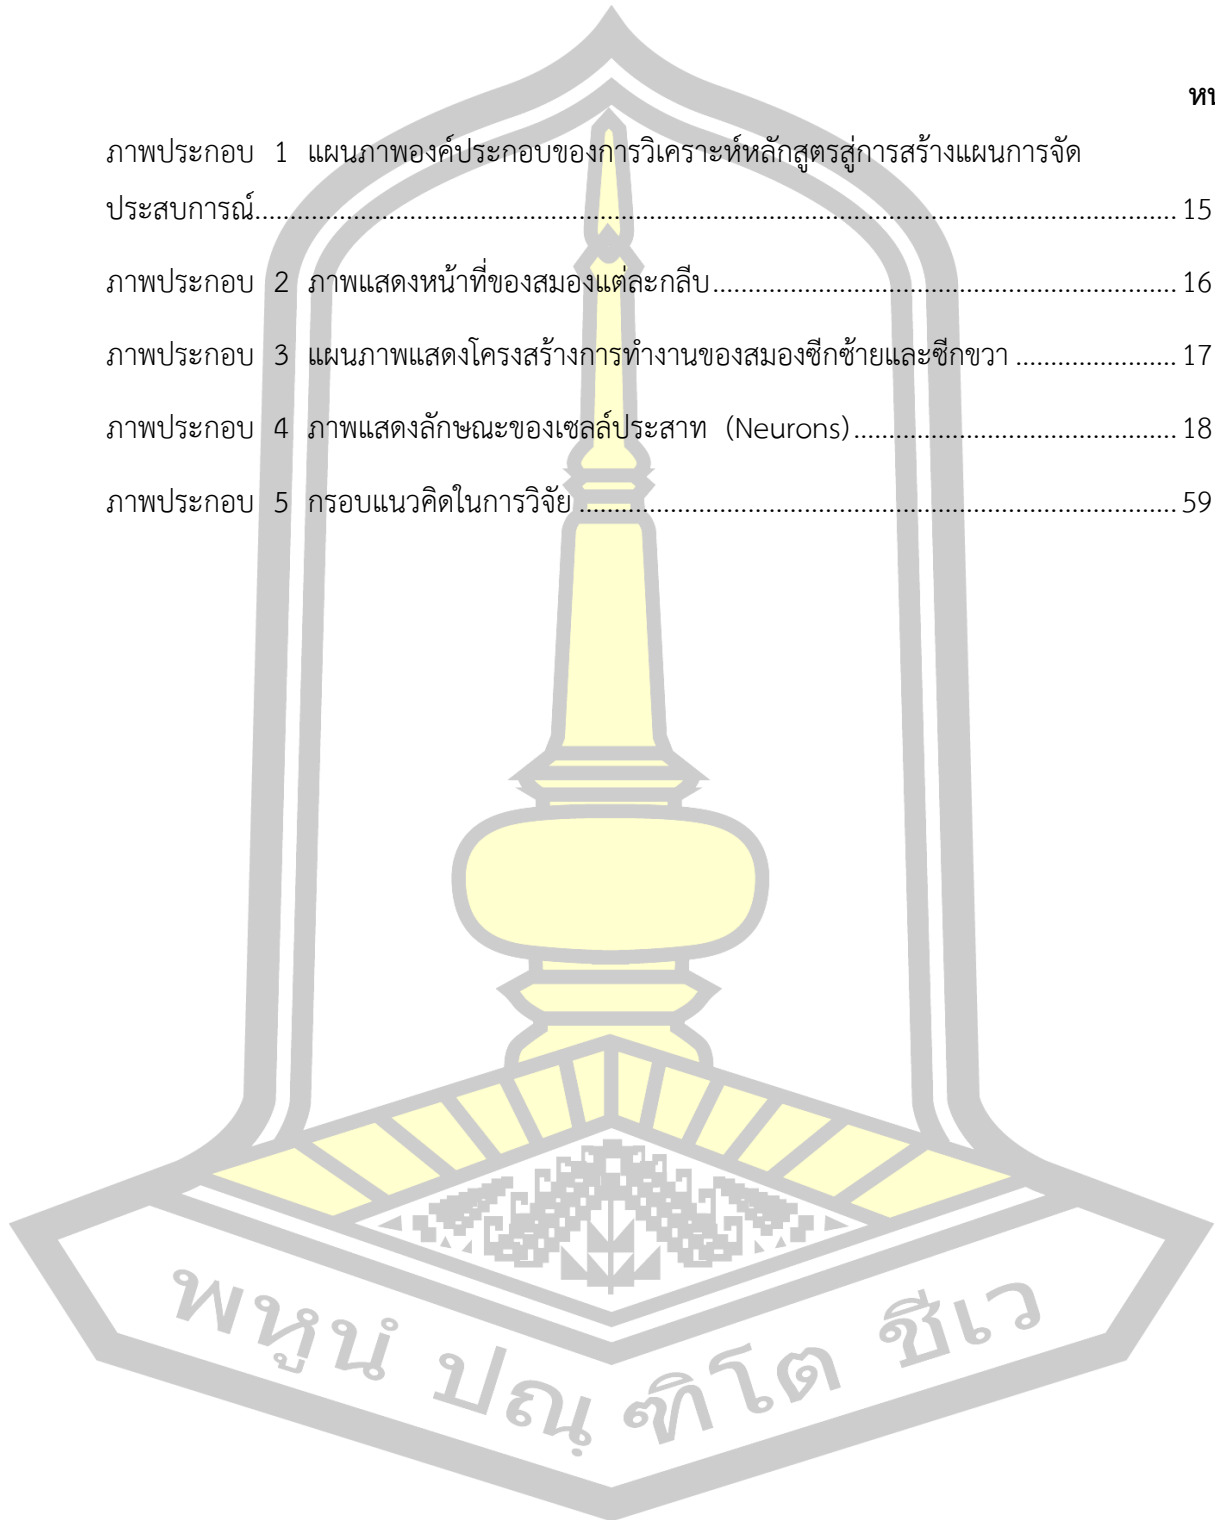 ภาพประกอบ 1 แผนภาพองค์ประกอบของการวิเคราะห์หลักสูตรสู่การสร้างแผนการจัด
ประสบการณ์.......................................................................................................................................... 15
ภาพประกอบ 2 ภาพแสดงหน้าที่ของสมองแต่ละกลีบ.................................................................. 16
ภาพประกอบ 3 แผนภาพแสดงโครงสร้างการทำงานของสมองซีกซ้ายและซีกขวา ....................... 17
ภาพประกอบ 4 ภาพแสดงลักษณะของเซลล์ประสาท (Neurons).............................................. 18
ภาพประกอบ 5 กรอบแนวคิดในการวิจัย ..................................................................................... 59
พหูนํ ปณฺฑิโต ชีเว